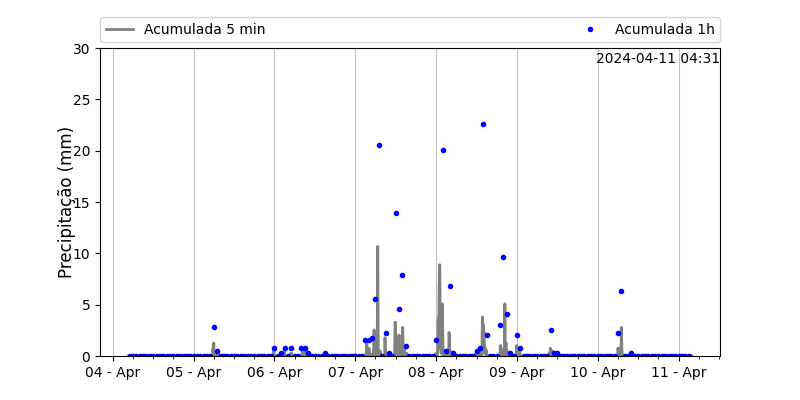 Acumulada 5 min
Acumulada 1h
2024-04-11 04:31
Precipitação (mm)
30
25
20
15
10
5
0
04 - Apr
05 - Apr
06 - Apr
07 - Apr
08 - Apr
09 - Apr
10 - Apr
11 - Apr